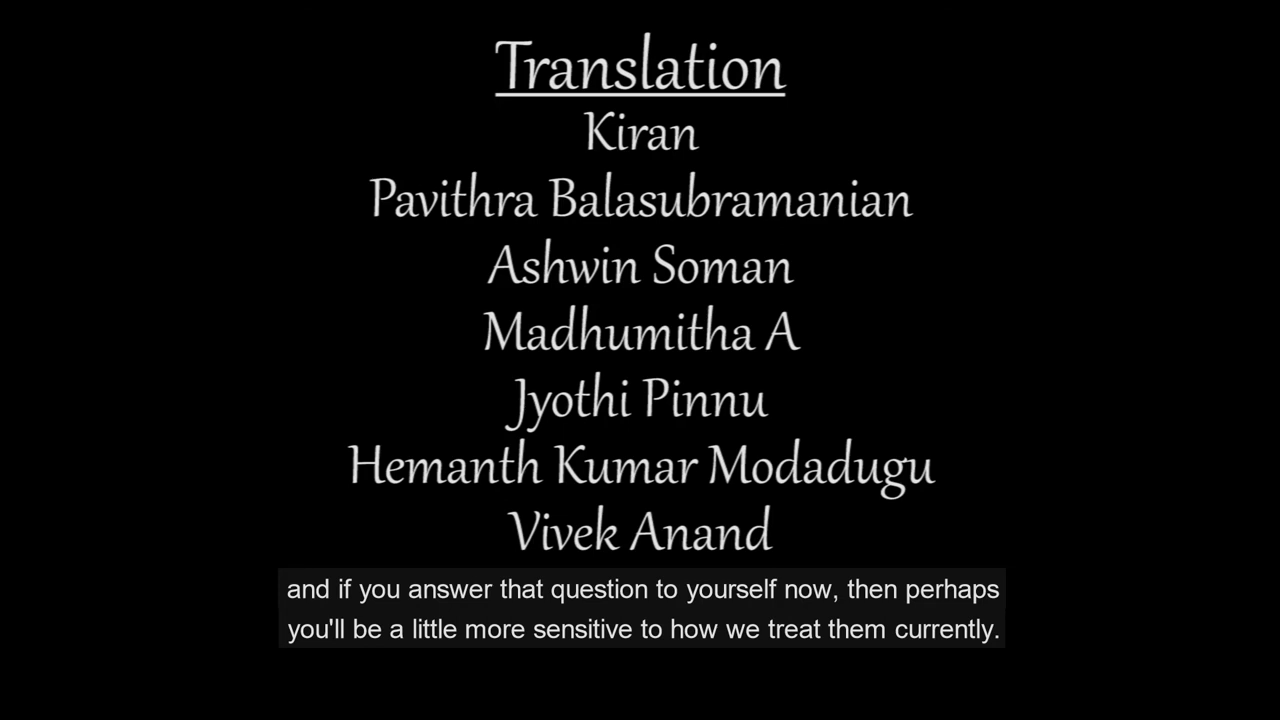 Translation
Kiran
Pavithra Balasubramanian
Ashwin Soman
Madhumitha A
Jyothi Pinnu
Hemanth Kumar Modadugu
Vivek Anand
and if you answer that question to yourself now, then perhaps
you'll be a little more sensitive to how we treat them currently.